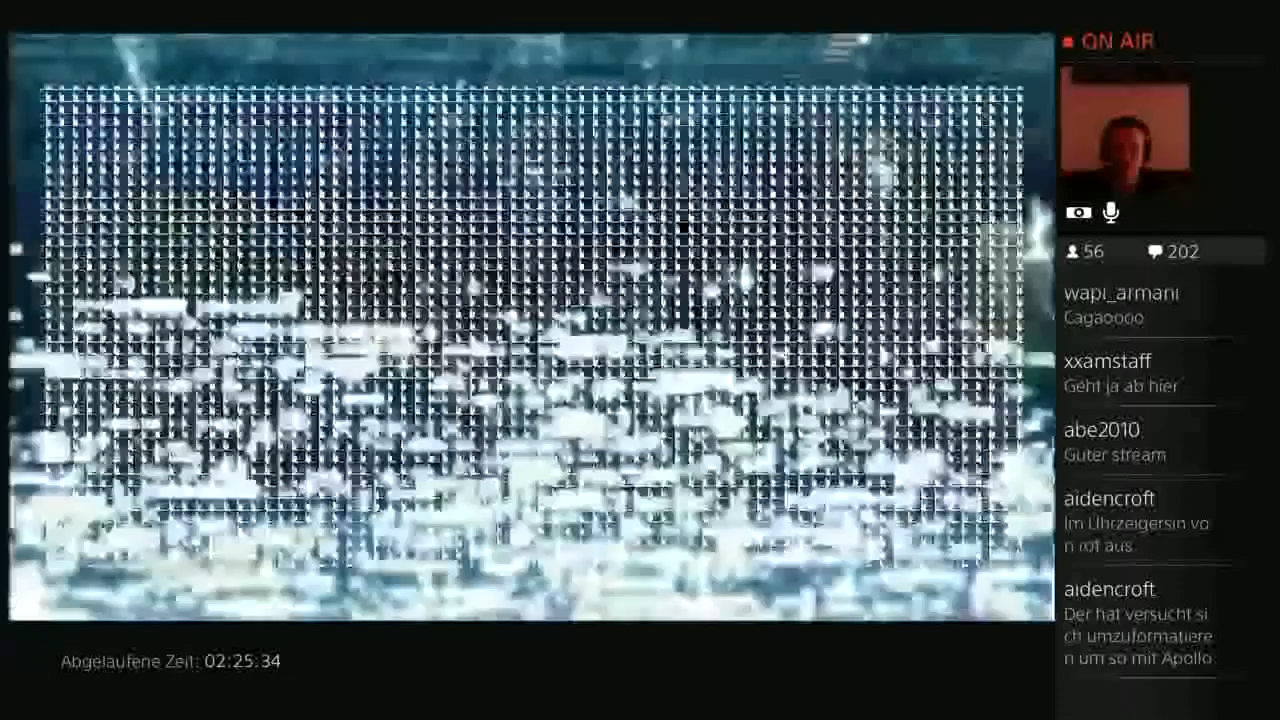 ON AIR
56 202
wapi_armani
Cagaoooo
xxamstaff
Geht ja ab hier
abe2010
Guter stream
aidencroft
Im Uhrzeigersin vo
n rot aus
aidencroft
Der hat versucht si
ch umzuformatiere
n um so mit Apollo
Abgelaufene Zeit: 02:25:34